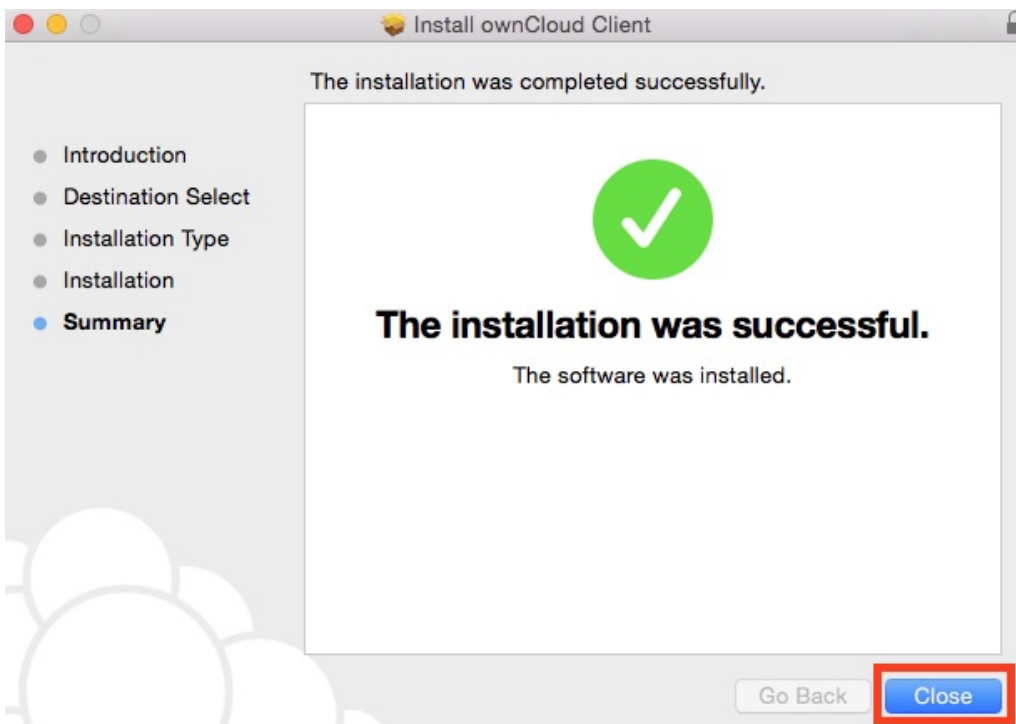 Install ownCloud Client
The installation was completed successfully.
Introduction
Destination Select
Installation Type
Installation
Summary
The installation was successful.
The software was installed.
Go Back
Close